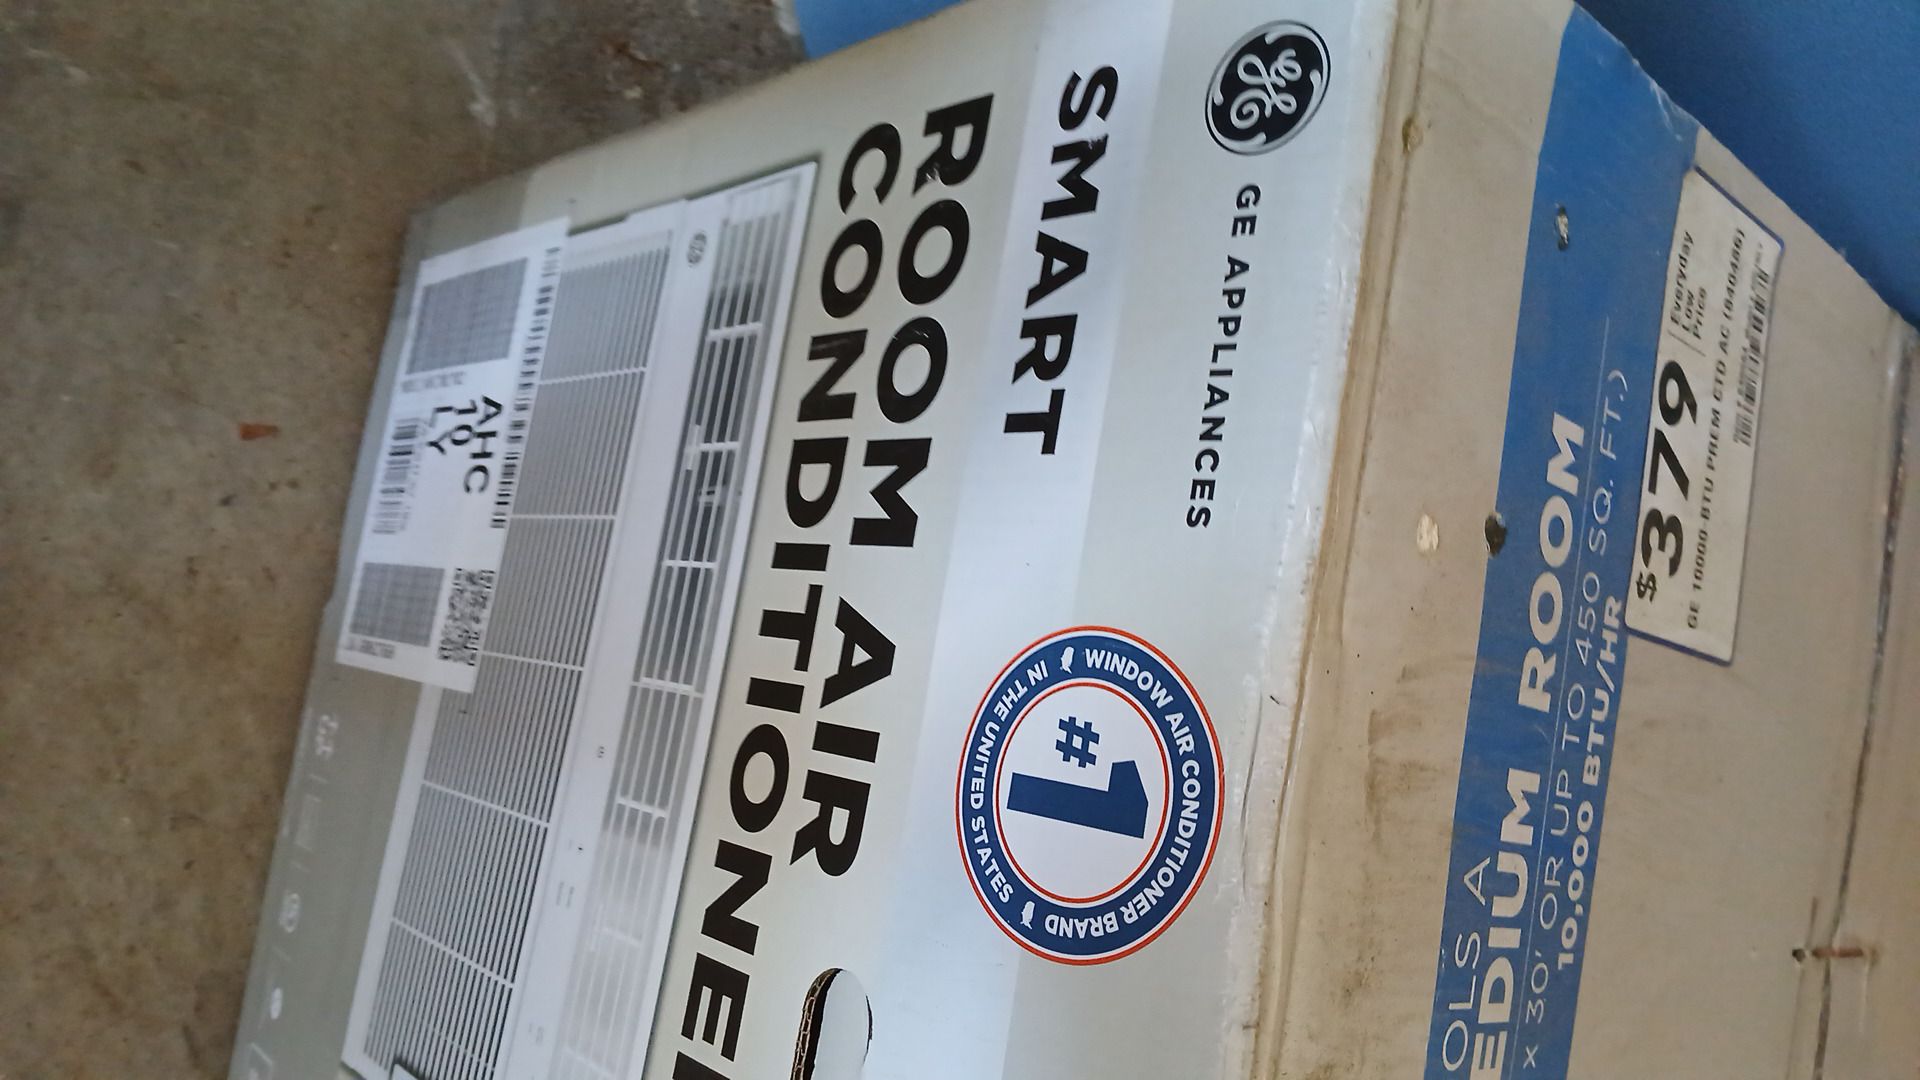 GE APPLIANCES
SMART
ROOM AIR
CONDITIONER
#1
WINDOW AIR CONDITIONER BRAND
IN THE UNITED STATES
AHC
10
LY
OLS A
EDIUM ROOM
x 30' OR UP TO 450 SQ. FT.)
10,000 BTU/HR
$379
Everyday
Low
Price
GE 10000-BTU PREM CTD AC